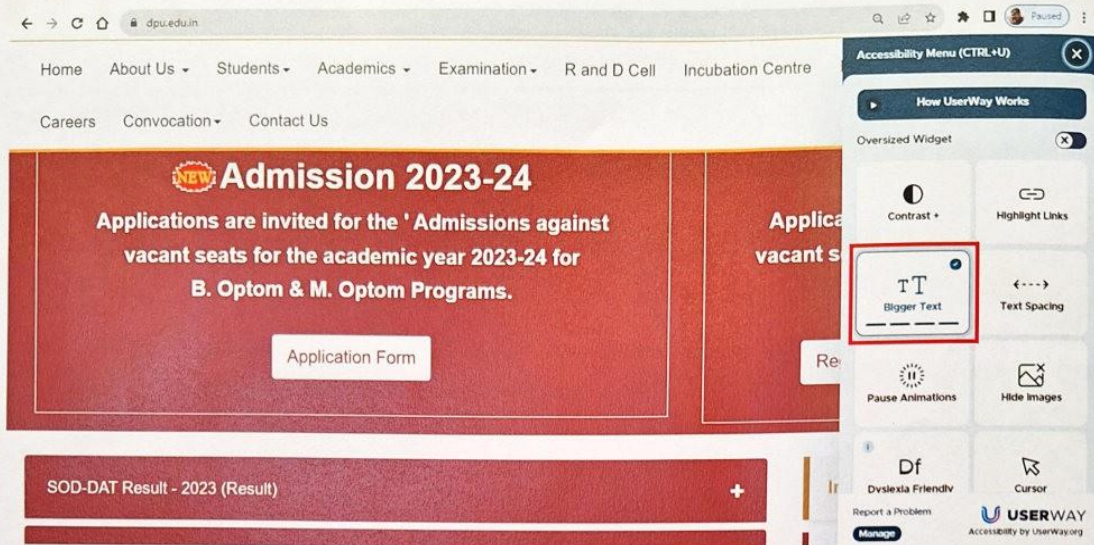 dpu.edu.in
Paused
Home About Us Students Academics Examination R and D Cell Incubation Centre
Careers Convocation Contact Us
NEW Admission 2023-24
Applications are invited for the ' Admissions against
vacant seats for the academic year 2023-24 for
B. Optom & M. Optom Programs.
Application Form
Applica
vacant s
Re
SOD-DAT Result - 2023 (Result)
+
Accessibility Menu (CTRL+U)
How UserWay Works
Oversized Widget
Contrast +
Highlight Links
TT
Bigger Text
Text Spacing
Pause Animations
Hide Images
Df
Dyslexia Friendly
Cursor
Report a Problem
Manage
USERWAY
Accessibility by UserWay.org